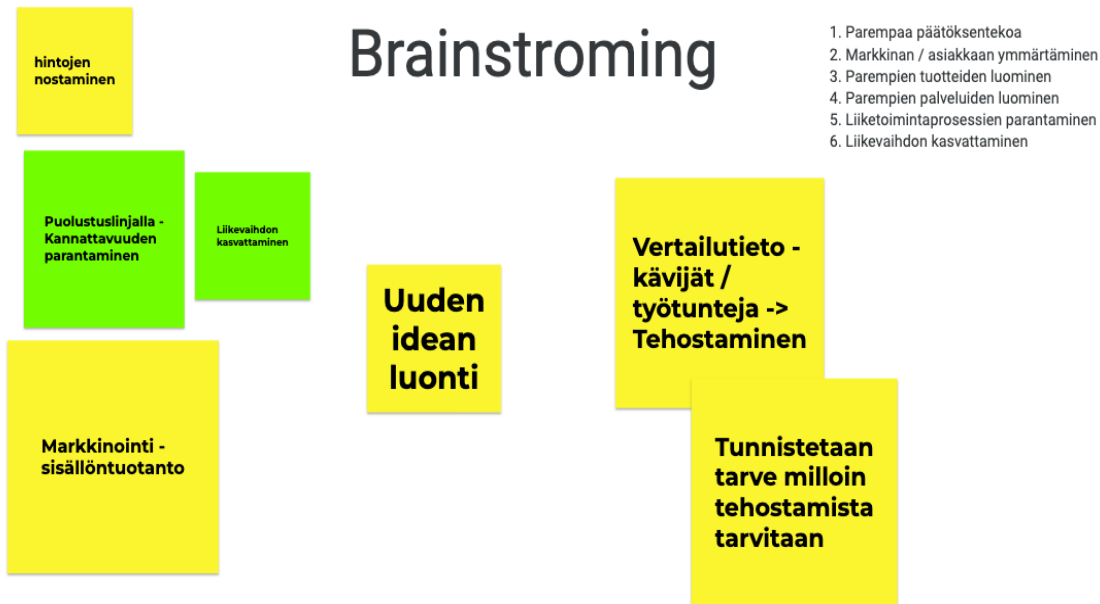 Brainstroming
1. Parempaa päätöksentekoa
2. Markkinan / asiakkaan ymmärtäminen
3. Parempien tuotteiden luominen
4. Parempien palveluiden luominen
5. Liiketoimintaprosessien parantaminen
6. Liikevaihdon kasvattaminen
hintojen
nostaminen
Puolustuslinjalla -
Kannattavuuden
parantaminen
Liikevaihdon
kasvattaminen
Markkinointi -
sisällöntuotanto
Uuden
idean
luonti
Vertailutieto -
kävijät /
työtunteja ->
Tehostaminen
Tunnistetaan
tarve milloin
tehostamista
tarvitaan